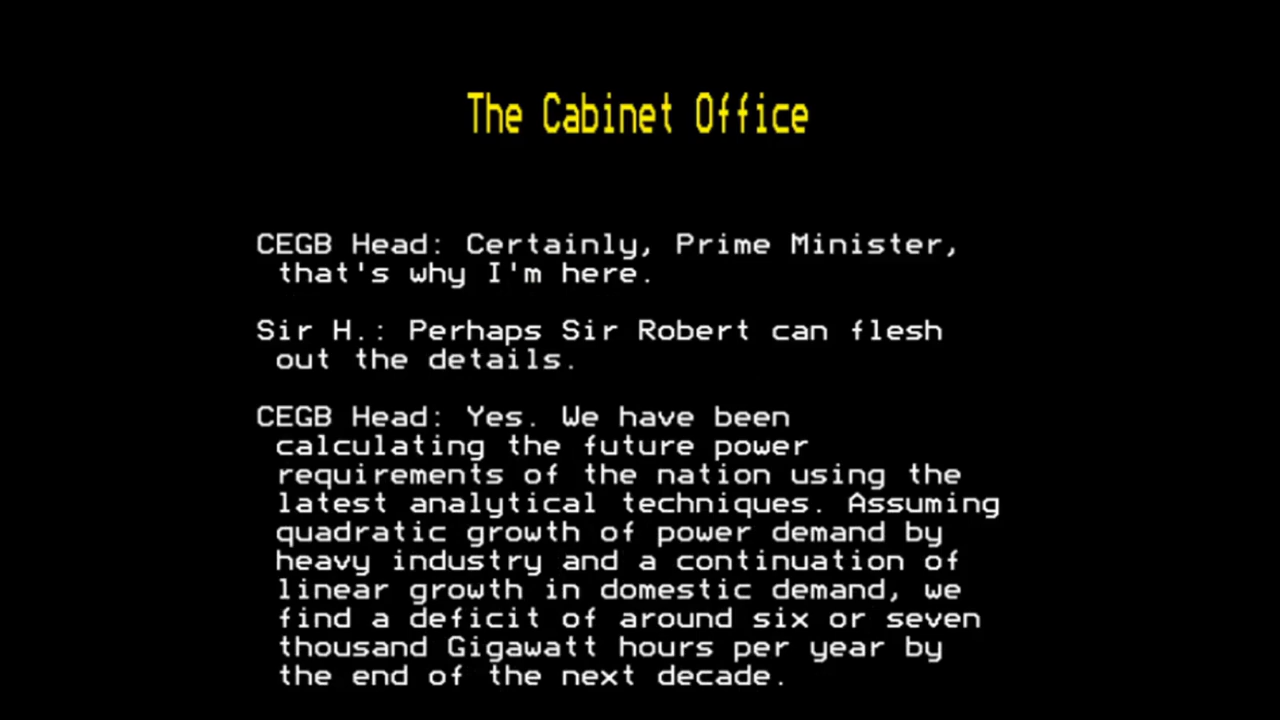 The Cabinet Office
CEGB Head: Certainly, Prime Minister,
that's why I'm here.
Sir H.: Perhaps Sir Robert can flesh
out the details.
CEGB Head: Yes. We have been
calculating the future power
requirements of the nation using the
latest analytical techniques. Assuming
quadratic growth of power demand by
heavy industry and a continuation of
linear growth in domestic demand, we
find a deficit of around six or seven
thousand Gigawatt hours per year by
the end of the next decade.